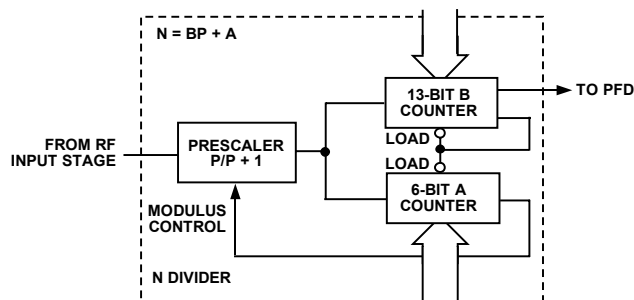 N = BP + A
13-BIT B
COUNTER
TO PFD
LOAD
FROM RF
INPUT STAGE
PRESCALER
P/P + 1
LOAD
6-BIT A
COUNTER
MODULUS
CONTROL
N DIVIDER